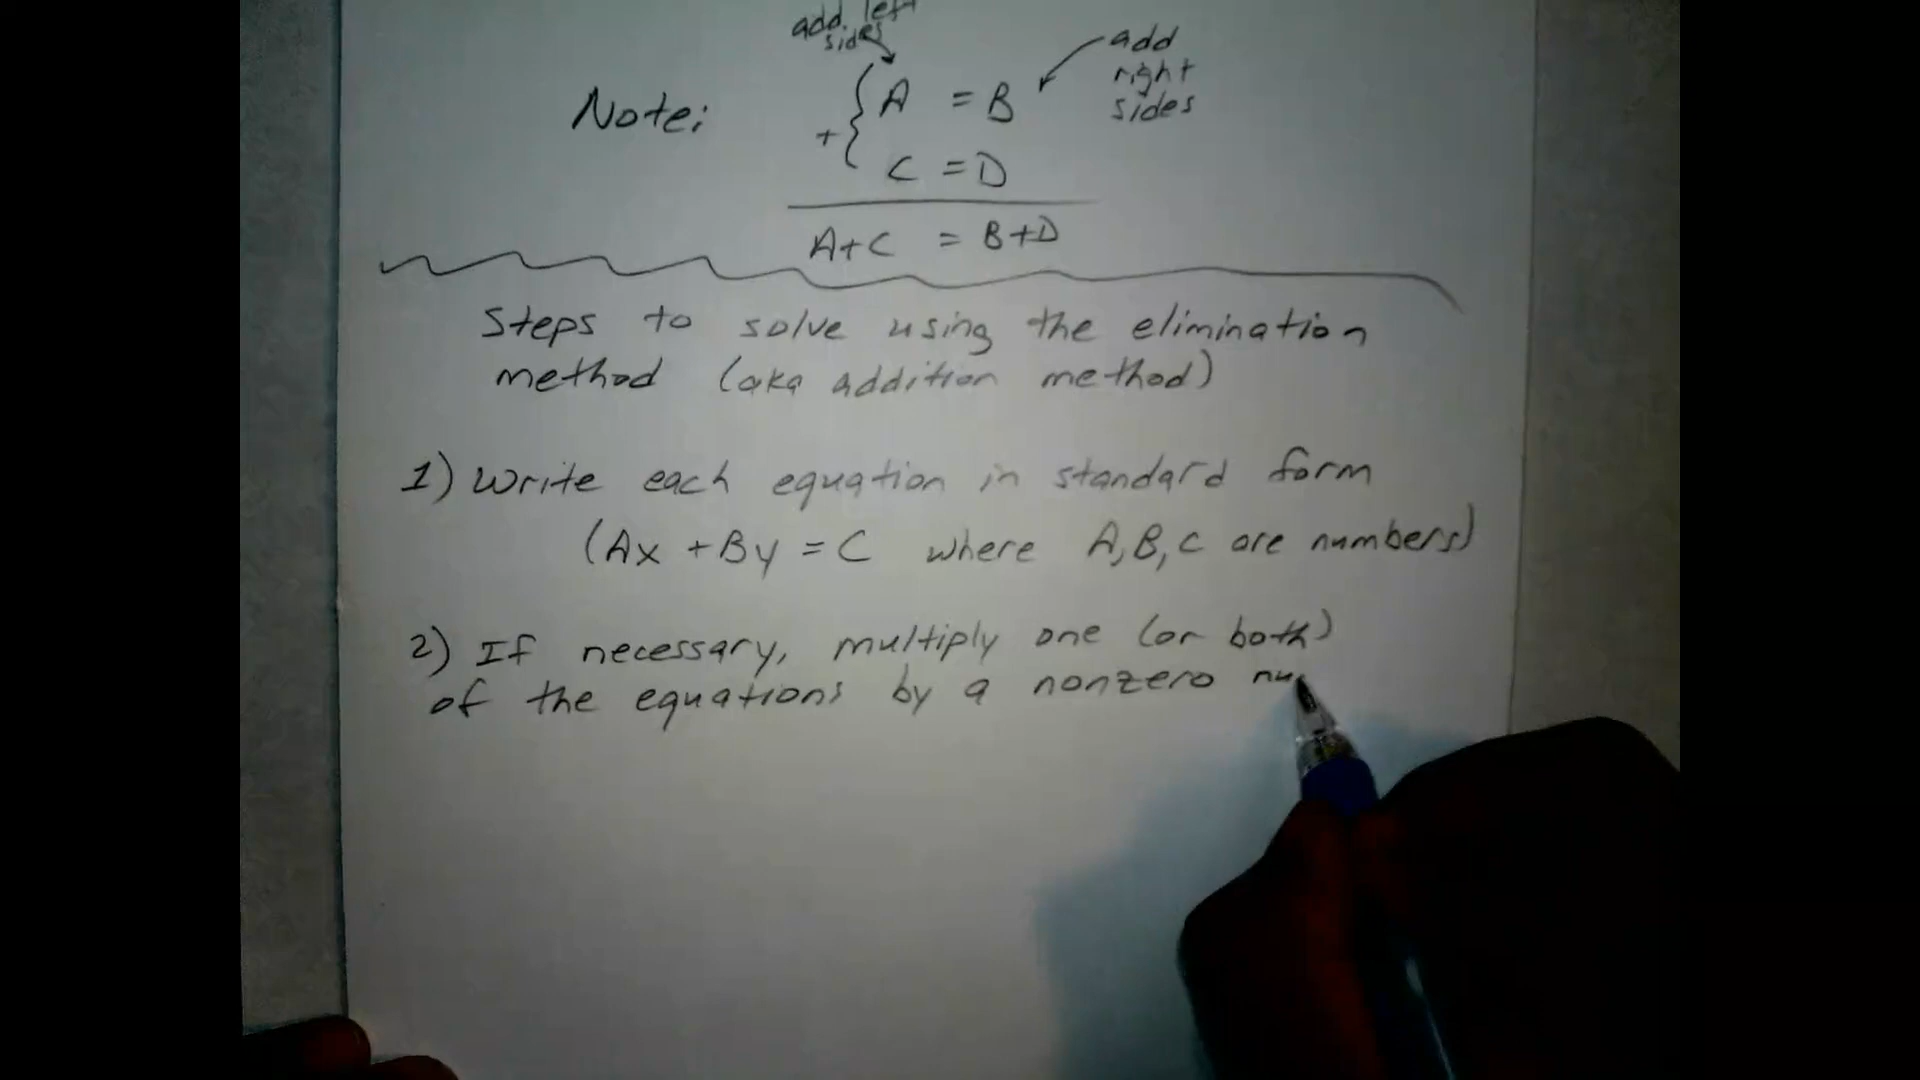 add left
sides
add
right
sides
Note:
A = B
+
C = D
A+C = B+D
Steps to solve using the elimination
method (aka addition method)
1) Write each equation in standard form
(Ax + By = C where A, B, C are numbers)
2) If necessary, multiply one (or both)
of the equations by a nonzero nu